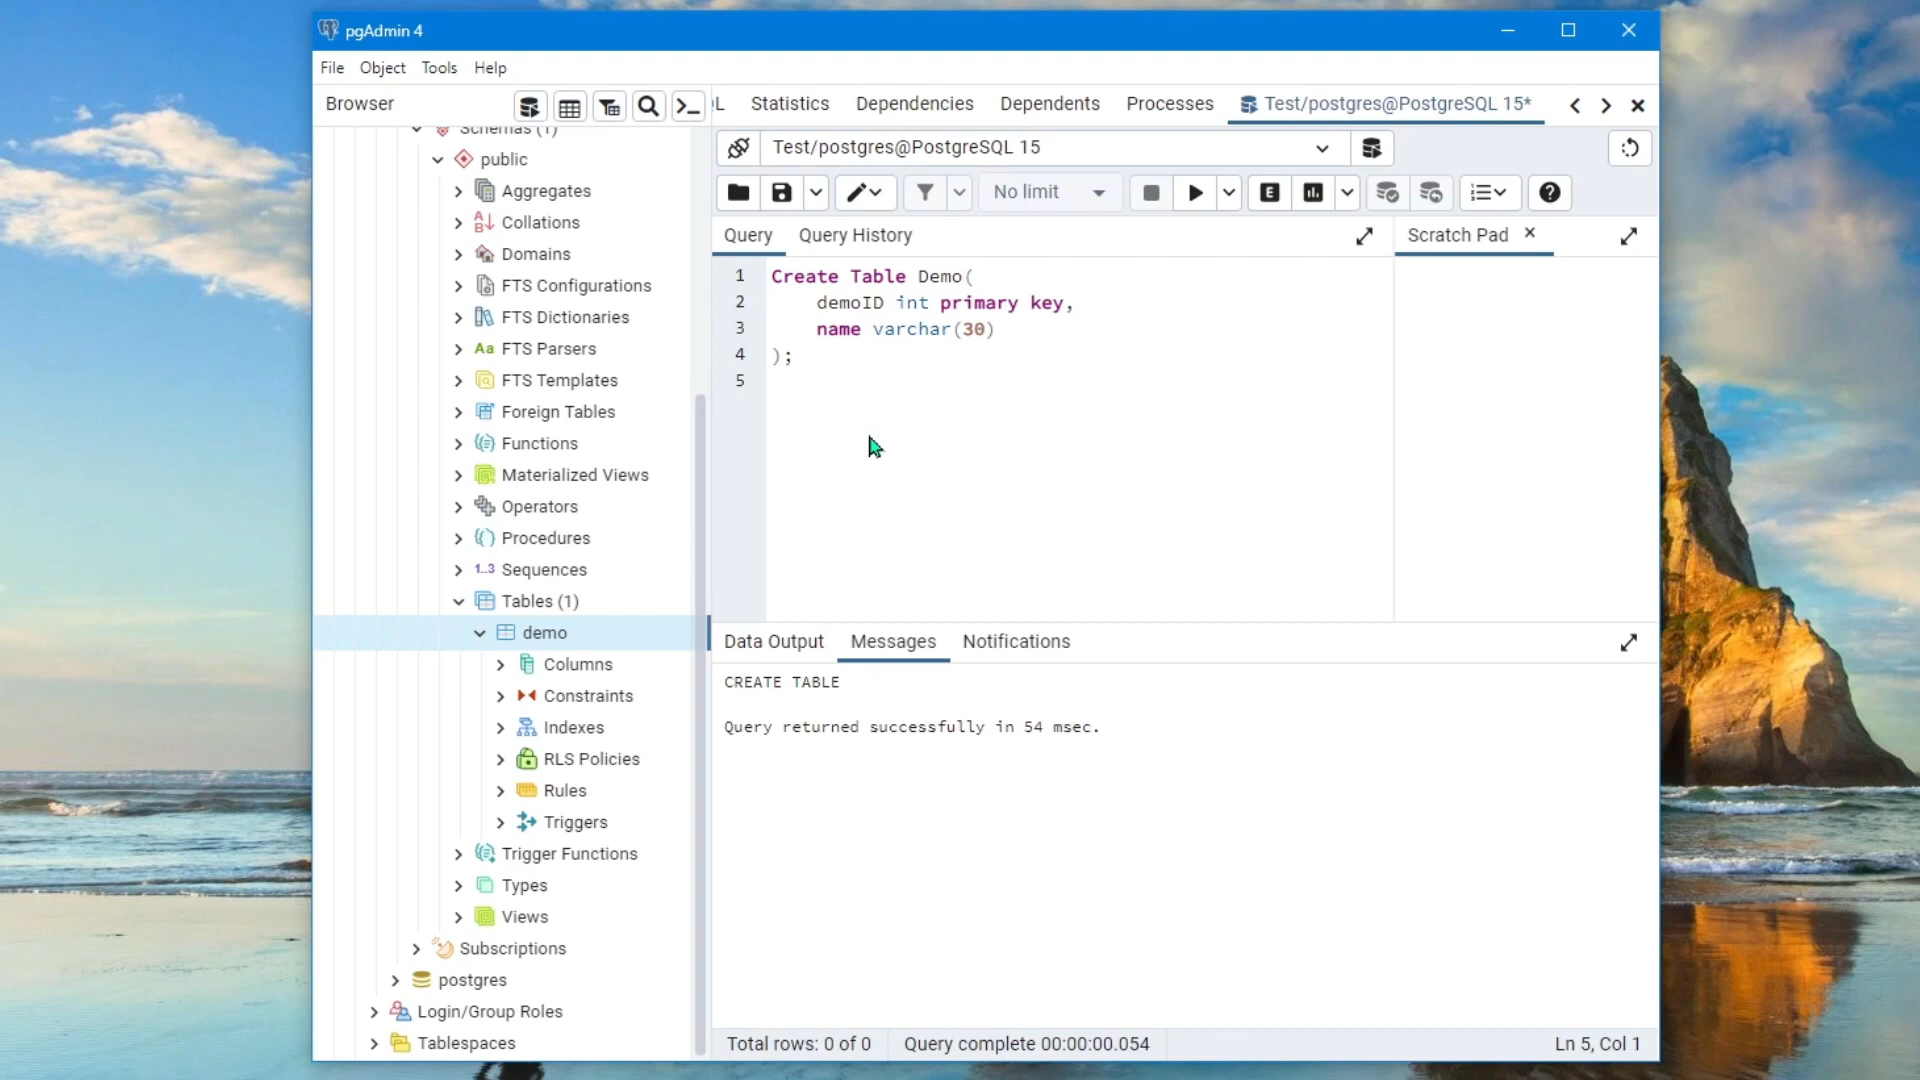 pgAdmin 4
File Object Tools Help
Browser
L Statistics Dependencies Dependents Processes Test/postgres@PostgreSQL 15*
Test/postgres@PostgreSQL 15
No limit
E
Query Query History
Scratch Pad
1 Create Table Demo(
2 demoID int primary key,
3 name varchar(30)
4 );
5
Schemas (1)
public
Aggregates
Collations
Domains
FTS Configurations
FTS Dictionaries
Aa FTS Parsers
FTS Templates
Foreign Tables
Functions
Materialized Views
Operators
Procedures
1..3 Sequences
Tables (1)
demo
Columns
Constraints
Indexes
RLS Policies
Rules
Triggers
Trigger Functions
Types
Views
Subscriptions
postgres
Login/Group Roles
Tablespaces
Data Output Messages Notifications
CREATE TABLE
Query returned successfully in 54 msec.
Total rows: 0 of 0 Query complete 00:00:00.054 Ln 5, Col 1